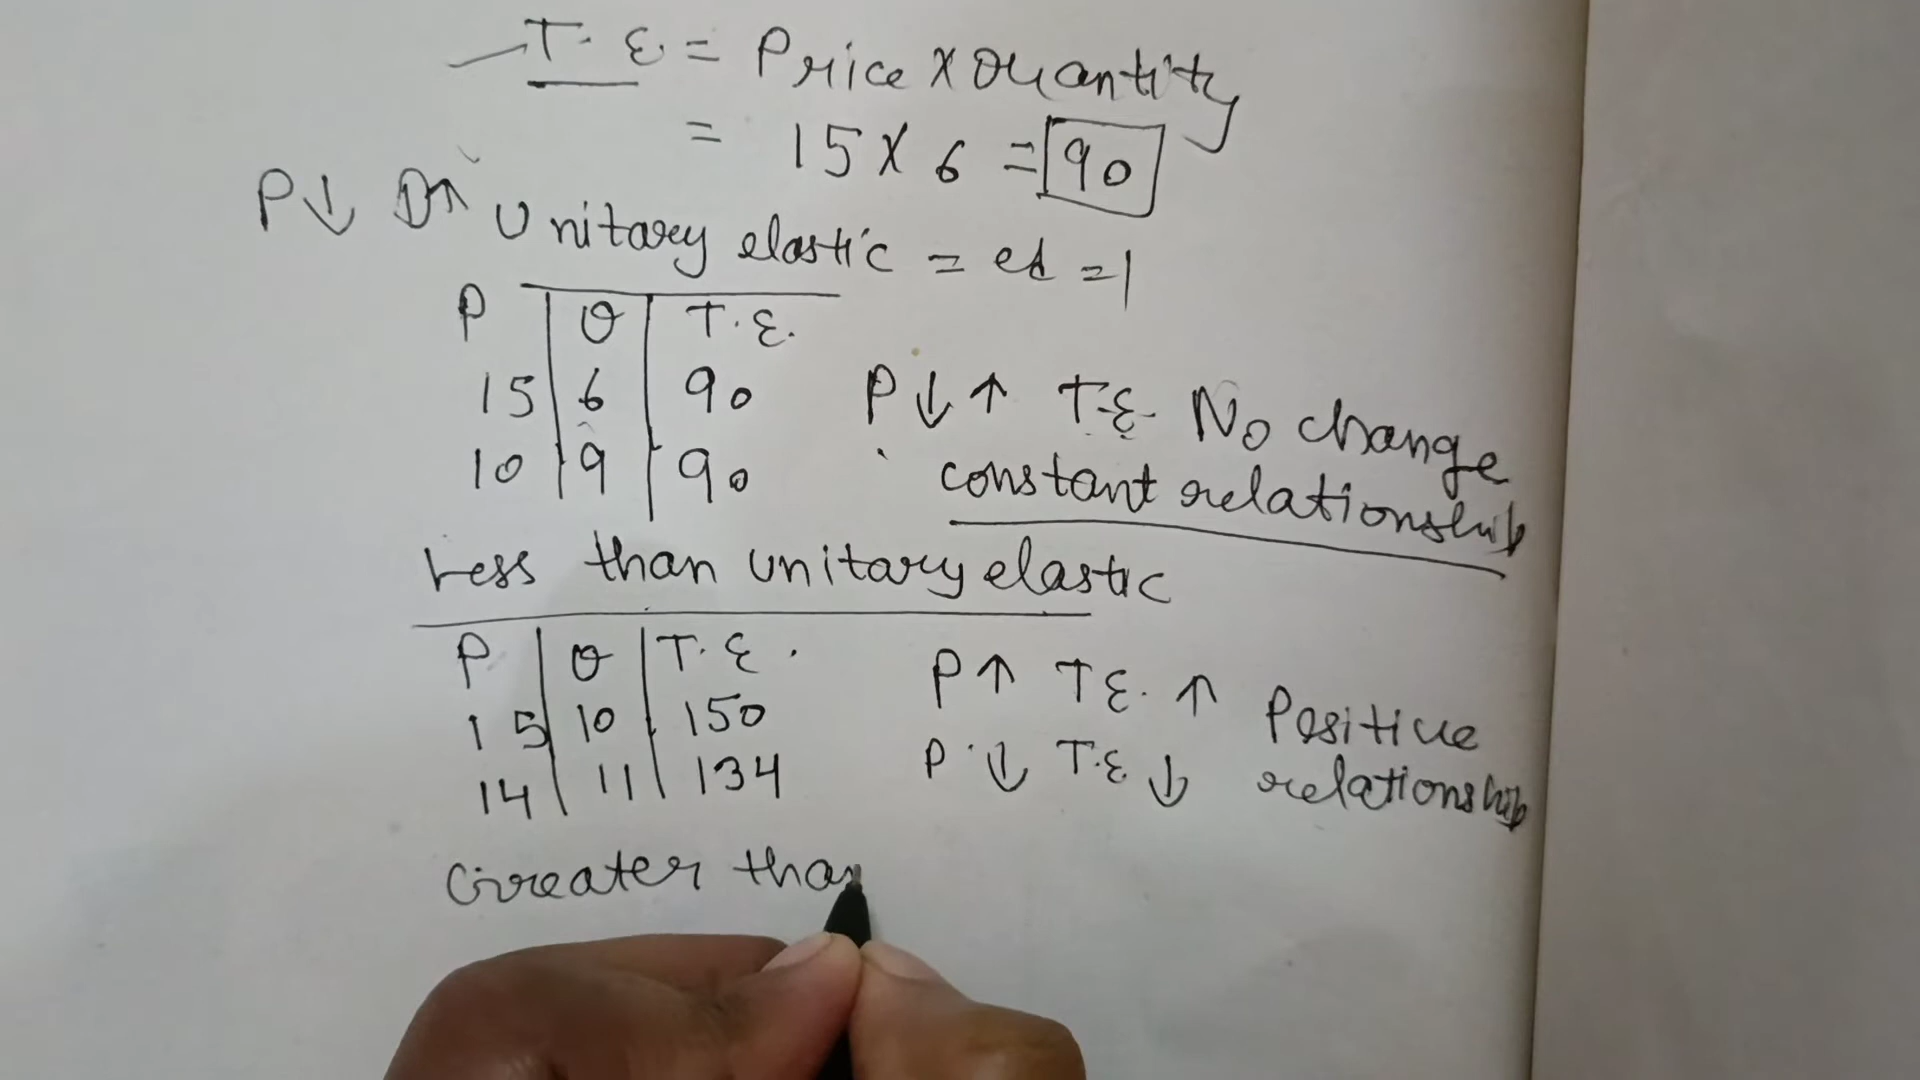 T. E. = Price X Quantity
= 15 X 6 = 90
P↓ D↑ Unitary elastic = ed = 1
P Q T.E.
15 6 90
10 9 90
P↓↑ T.E. No change
constant relationship
Less than unitary elastic
P Q T.E.
15 10 150
14 11 134
P↑ T.E.↑ Positive
P↓ T.E↓ relationship
Greater than